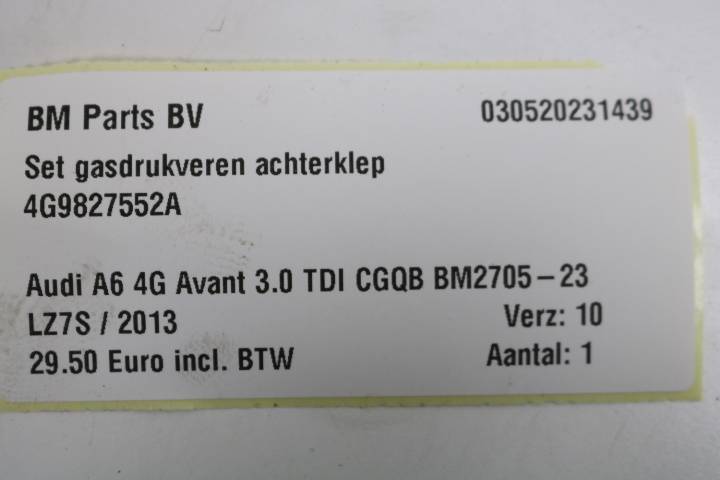 BM Parts BV 030520231439
Set gasdrukveren achterklep
4G9827552A
Audi A6 4G Avant 3.0 TDI CGQB BM2705-23
LZ7S / 2013 Verz: 10
29.50 Euro incl. BTW Aantal: 1